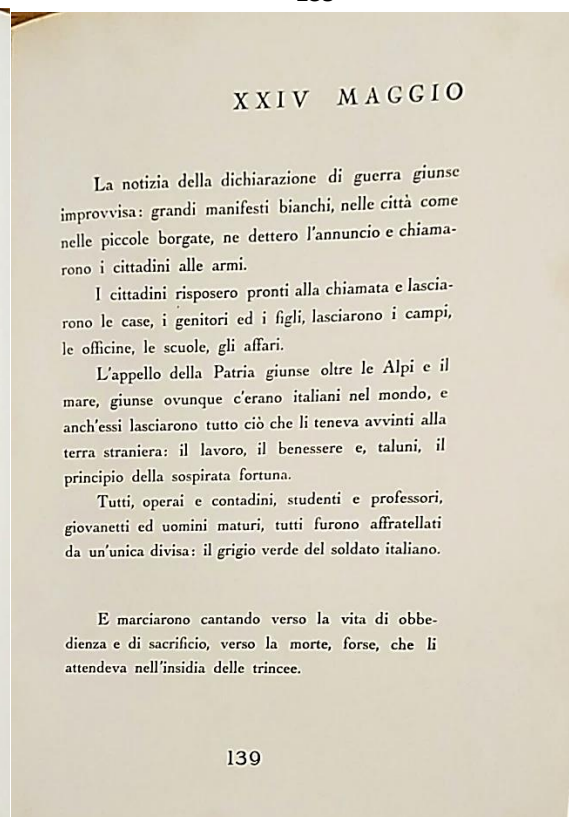 XXIV MAGGIO
La notizia della dichiarazione di guerra giunse
improvvisa: grandi manifesti bianchi, nelle città come
nelle piccole borgate, ne dettero l'annuncio e chiama-
rono i cittadini alle armi.
I cittadini risposero pronti alla chiamata e lascia-
rono le case, i genitori ed i figli, lasciarono i campi,
le officine, le scuole, gli affari.
L'appello della Patria giunse oltre le Alpi e il
mare, giunse ovunque c'erano italiani nel mondo, e
anch'essi lasciarono tutto ciò che li teneva avvinti alla
terra straniera: il lavoro, il benessere e, taluni, il
principio della sospirata fortuna.
Tutti, operai e contadini, studenti e professori,
giovanetti ed uomini maturi, tutti furono affratellati
da un'unica divisa: il grigio verde del soldato italiano.
E marciarono cantando verso la vita di obbe-
dienza e di sacrificio, verso la morte, forse, che li
attendeva nell'insidia delle trincee.
139